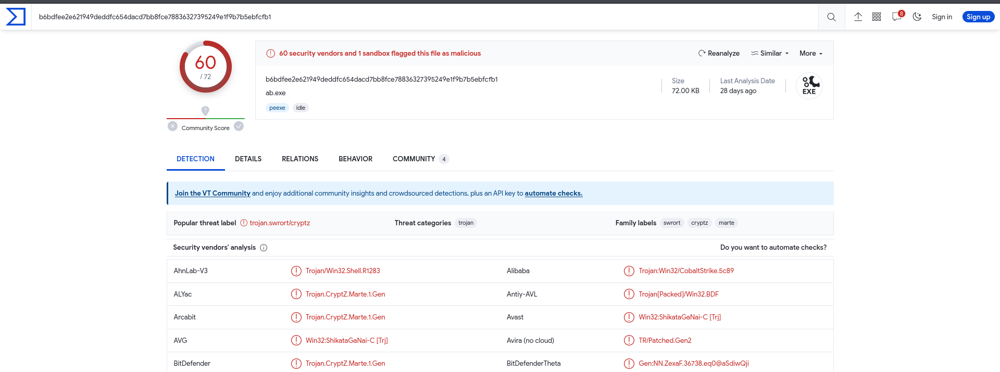 b6bdfee2e621949deddfc654dacd7bb8fce78836327395249e1f9b7b5ebfcfb1
8
Sign in
Sign up
60
/ 72
60 security vendors and 1 sandbox flagged this file as malicious
Reanalyze
Similar
More
b6bdfee2e621949deddfc654dacd7bb8fce78836327395249e1f9b7b5ebfcfb1
ab.exe
peexe
idle
Size
72.00 KB
Last Analysis Date
28 days ago
EXE
?
Community Score
DETECTION
DETAILS
RELATIONS
BEHAVIOR
COMMUNITY 4
Join the VT Community and enjoy additional community insights and crowdsourced detections, plus an API key to automate checks.
Popular threat label trojan.swrort/cryptz
Threat categories trojan
Family labels swrort cryptz marte
Security vendors' analysis
Do you want to automate checks?
AhnLab-V3 Trojan/Win32.Shell.R1283
Alibaba Trojan:Win32/CobaltStrike.5c89
ALYac Trojan.CryptZ.Marte.1.Gen
Antiy-AVL Trojan[Packed]/Win32.BDF
Arcabit Trojan.CryptZ.Marte.1.Gen
Avast Win32:ShikataGaNai-C [Trj]
AVG Win32:ShikataGaNai-C [Trj]
Avira (no cloud) TR/Patched.Gen2
BitDefender Trojan.CryptZ.Marte.1.Gen
BitDefenderTheta Gen:NN.ZexaF.36738.eq0@aSdiwQji